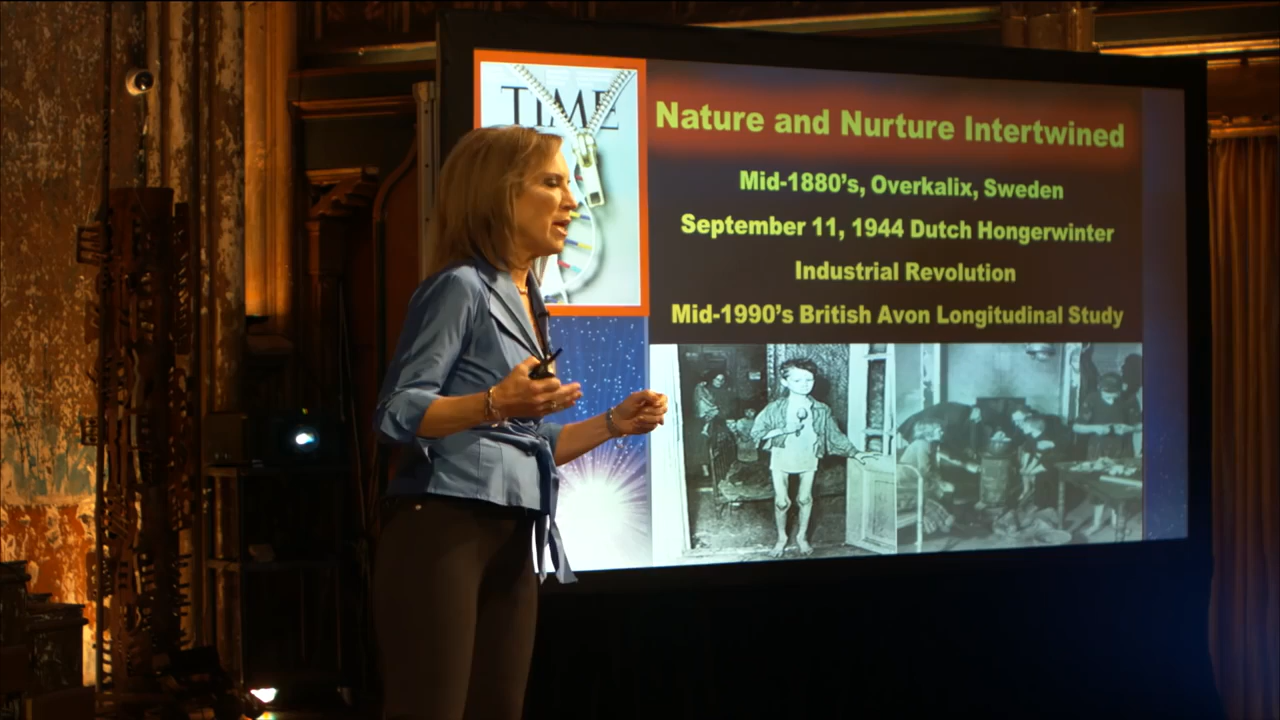 TIME
Nature and Nurture Intertwined
Mid-1880's, Overkalix, Sweden
September 11, 1944 Dutch Hongerwinter
Industrial Revolution
Mid-1990's British Avon Longitudinal Study